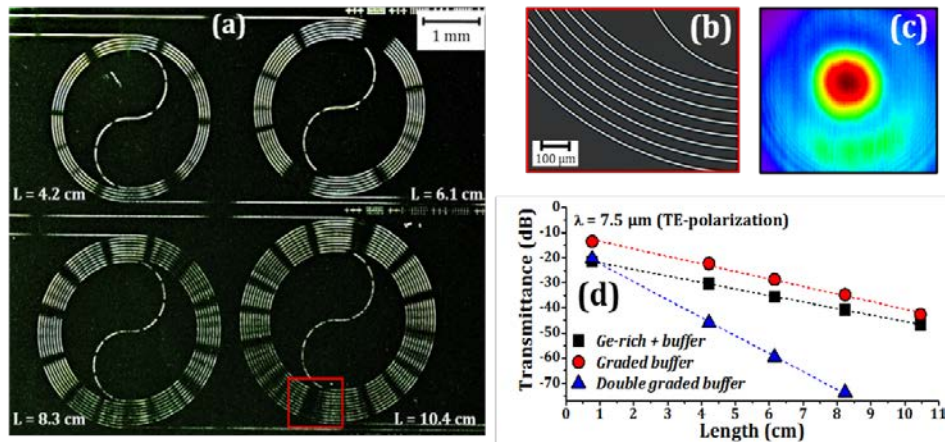 (a)
1 mm
L = 4.2 cm
L = 6.1 cm
L = 8.3 cm
L = 10.4 cm
(b)
100 μm
(c)
λ = 7.5 μm (TE-polarization)
(d)
Ge-rich + buffer
Graded buffer
Double graded buffer
Transmittance (dB)
0
-10
-20
-30
-40
-50
-60
-70
0 1 2 3 4 5 6 7 8 9 10 11
Length (cm)